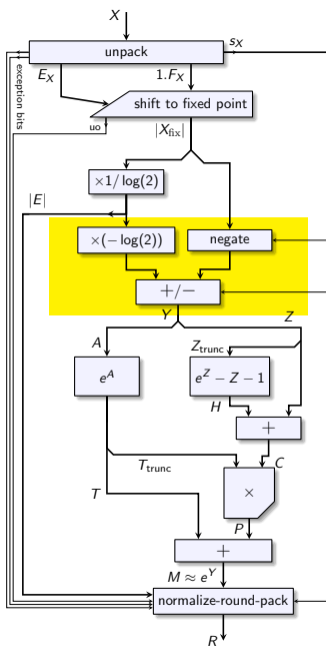 X
unpack
s_X
E_X
1.F_X
exception bits
shift to fixed point
uo
|X_fix|
×1/log(2)
|E|
×(− log(2))
negate
+/−
Y
Z
A
Z_trunc
e^A
e^Z − Z − 1
H
+
T_trunc
C
×
T
P
+
M ≈ e^Y
normalize-round-pack
R